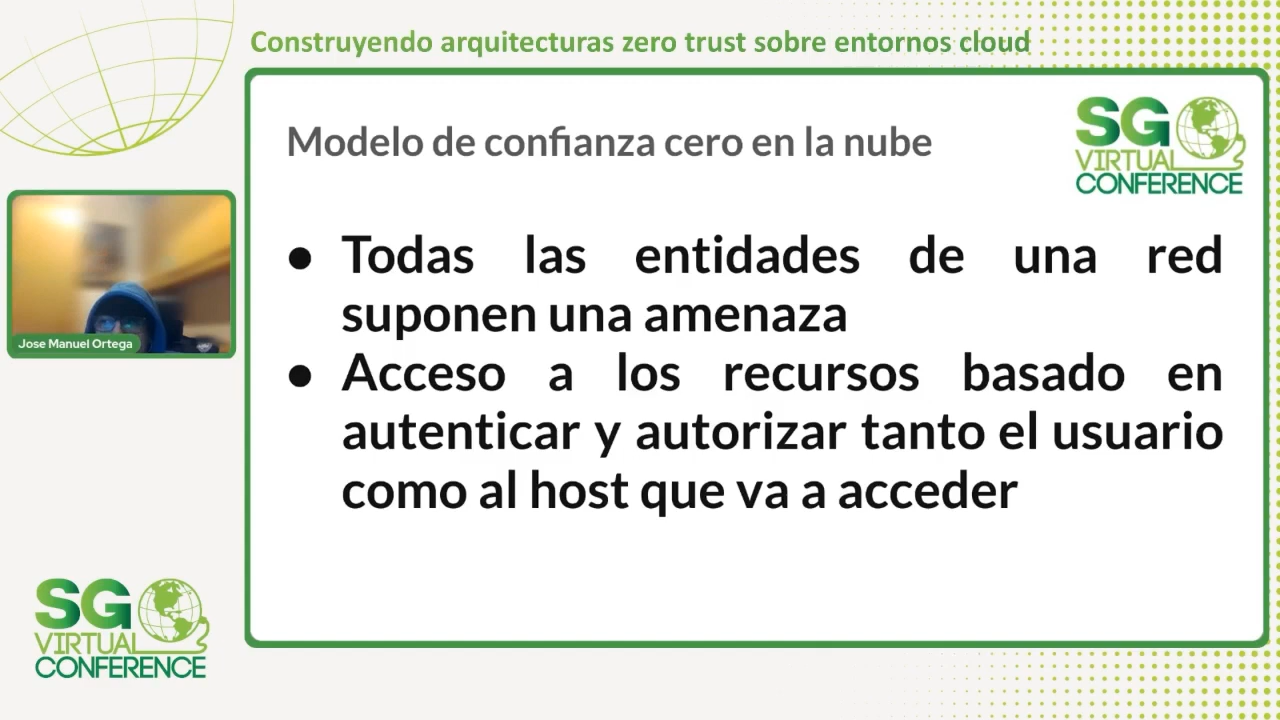 Construyendo arquitecturas zero trust sobre entornos cloud
Modelo de confianza cero en la nube
SG
VIRTUAL
CONFERENCE
● Todas las entidades de una red
suponen una amenaza
● Acceso a los recursos basado en
autenticar y autorizar tanto el usuario
como al host que va a acceder
Jose Manuel Ortega
SG
VIRTUAL
CONFERENCE